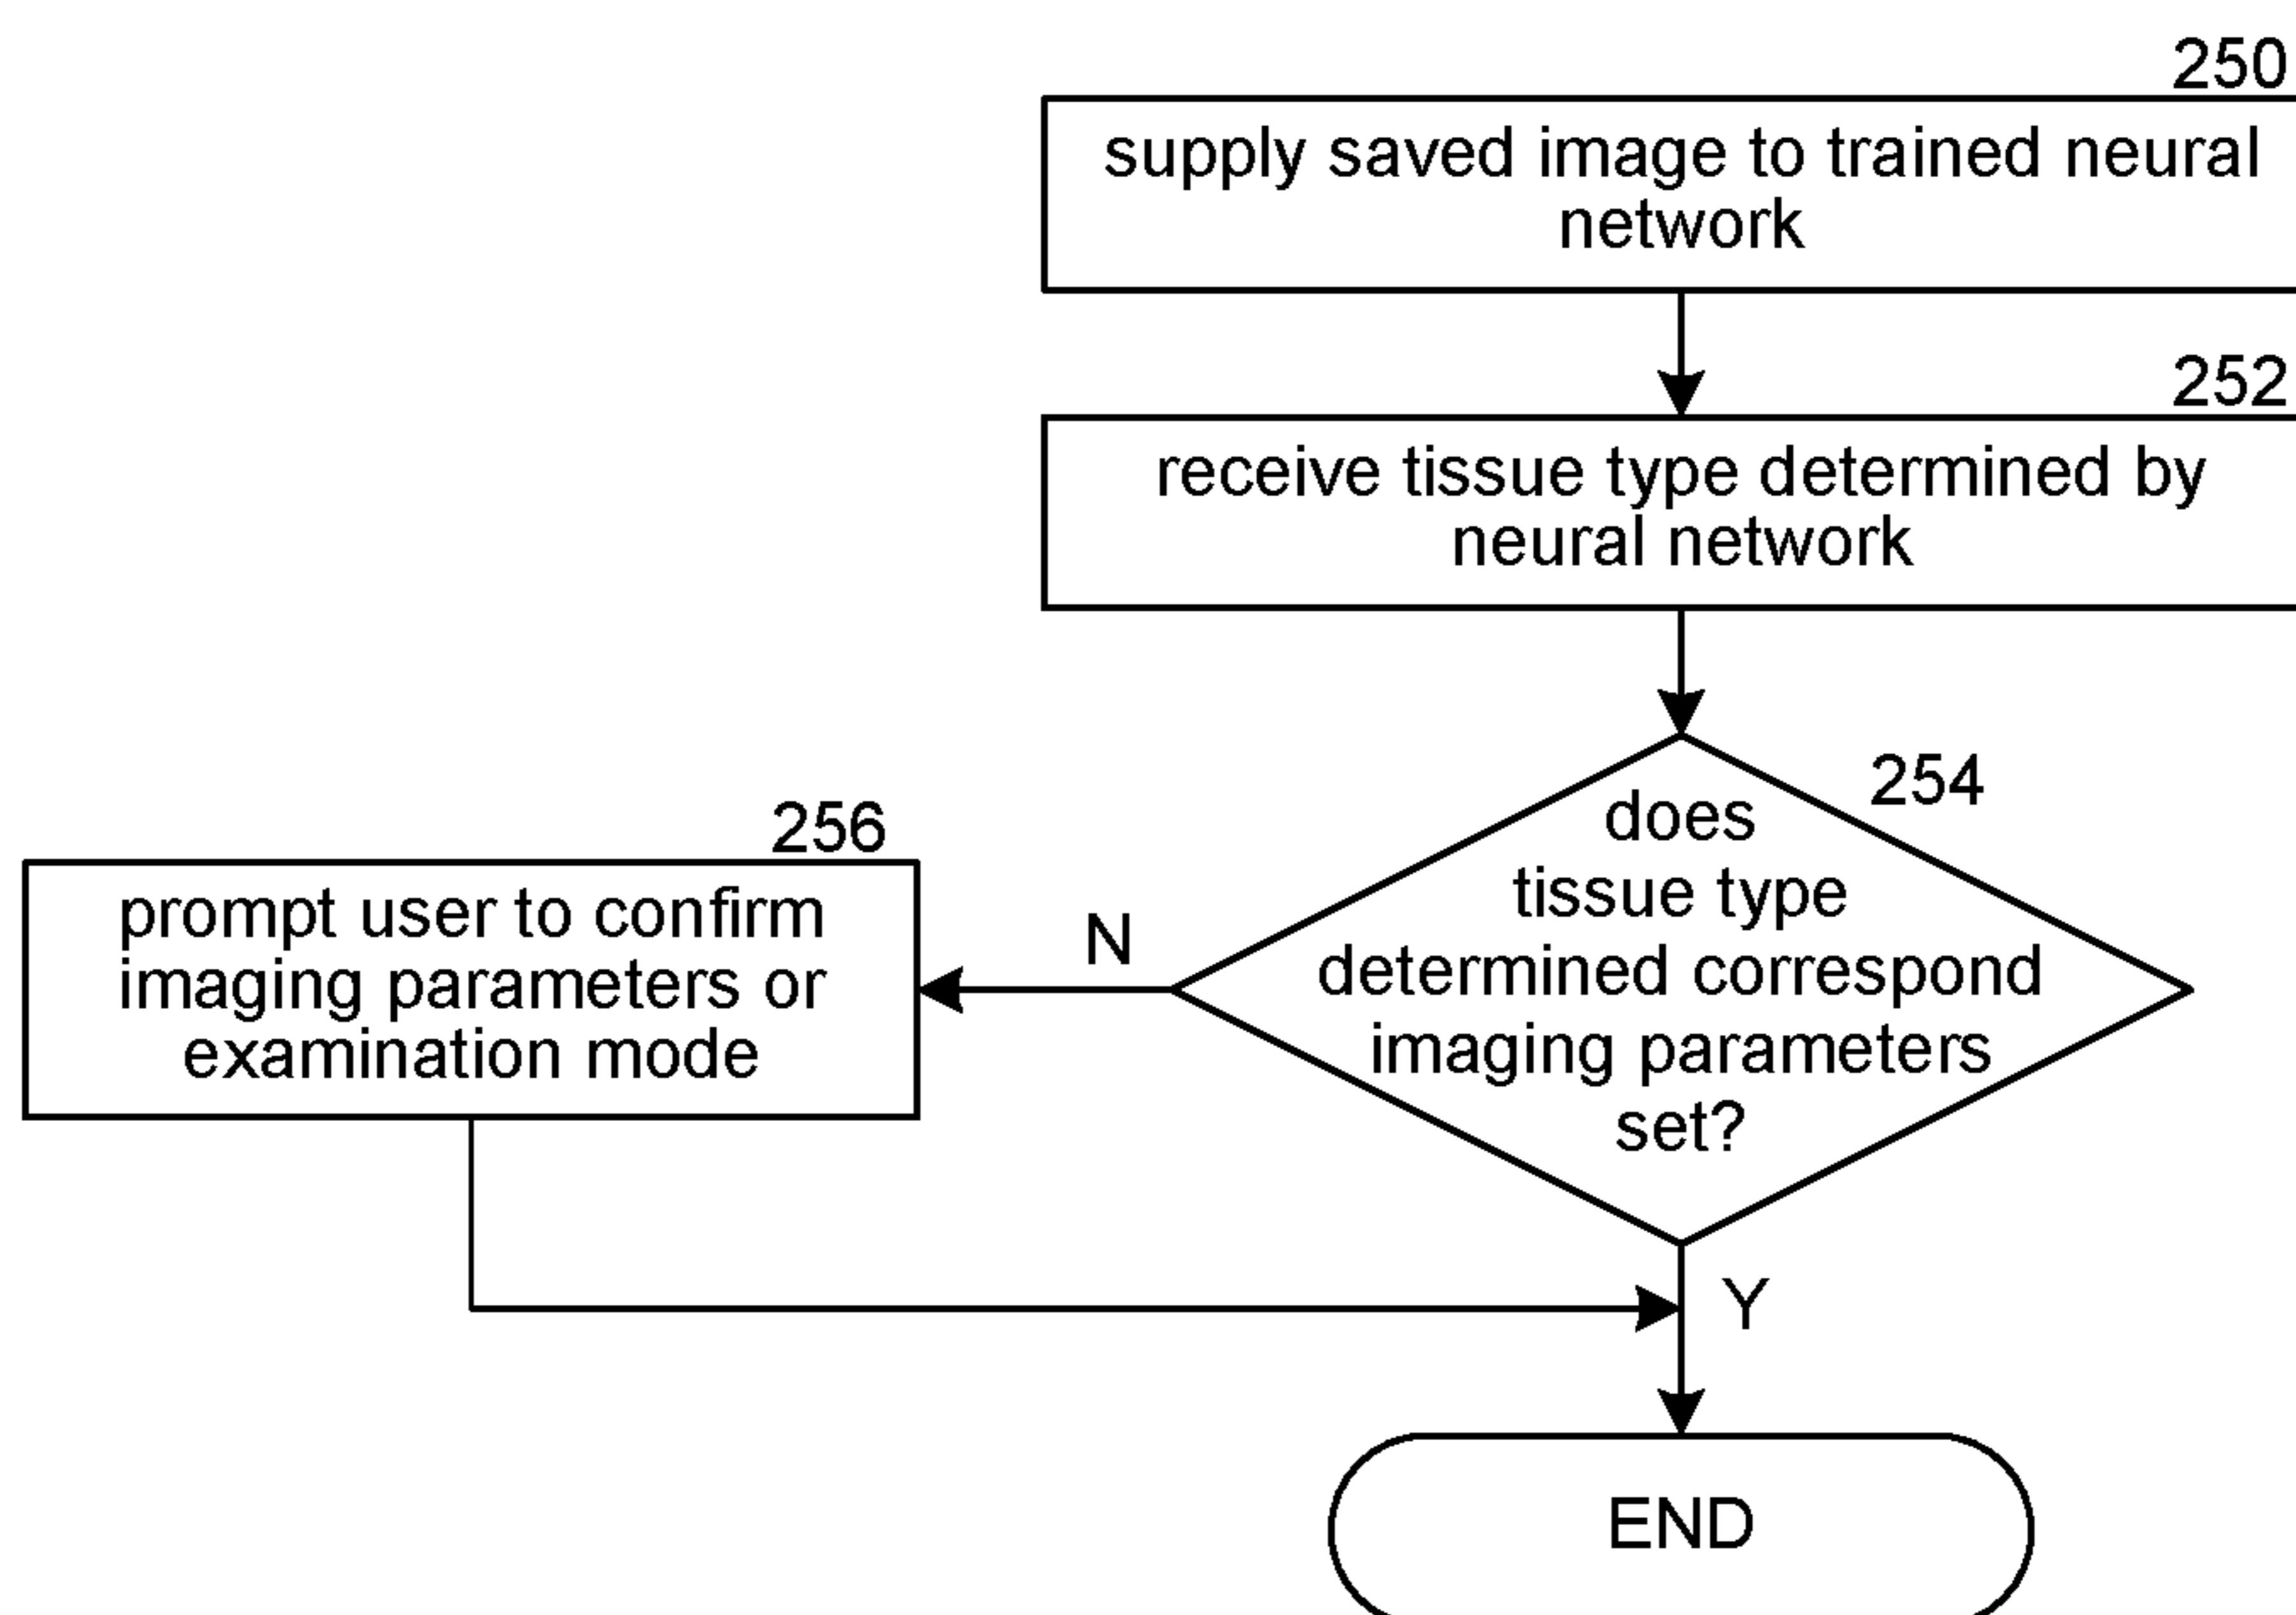 250
supply saved image to trained neural
network
252
receive tissue type determined by
neural network
254
does
tissue type
determined correspond
imaging parameters
set?
256
prompt user to confirm
imaging parameters or
examination mode
N
Y
END